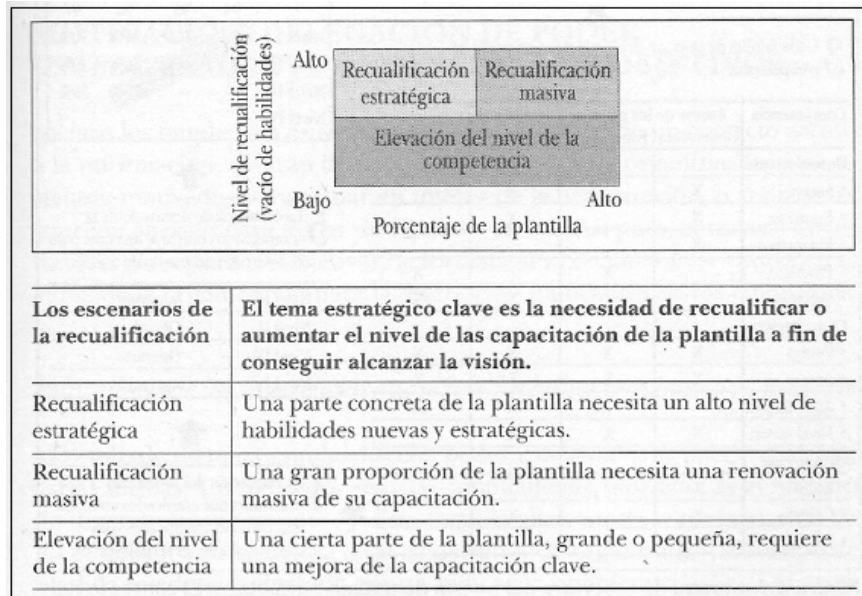 Nivel de recualificación
(vacío de habilidades)
Alto
Recualificación
estratégica
Recualificación
masiva
Elevación del nivel de la
competencia
Bajo
Alto
Porcentaje de la plantilla
Los escenarios de
la recualificación
El tema estratégico clave es la necesidad de recualificar o
aumentar el nivel de las capacitación de la plantilla a fin de
conseguir alcanzar la visión.
Recualificación
estratégica
Una parte concreta de la plantilla necesita un alto nivel de
habilidades nuevas y estratégicas.
Recualificación
masiva
Una gran proporción de la plantilla necesita una renovación
masiva de su capacitación.
Elevación del nivel
de la competencia
Una cierta parte de la plantilla, grande o pequeña, requiere
una mejora de la capacitación clave.